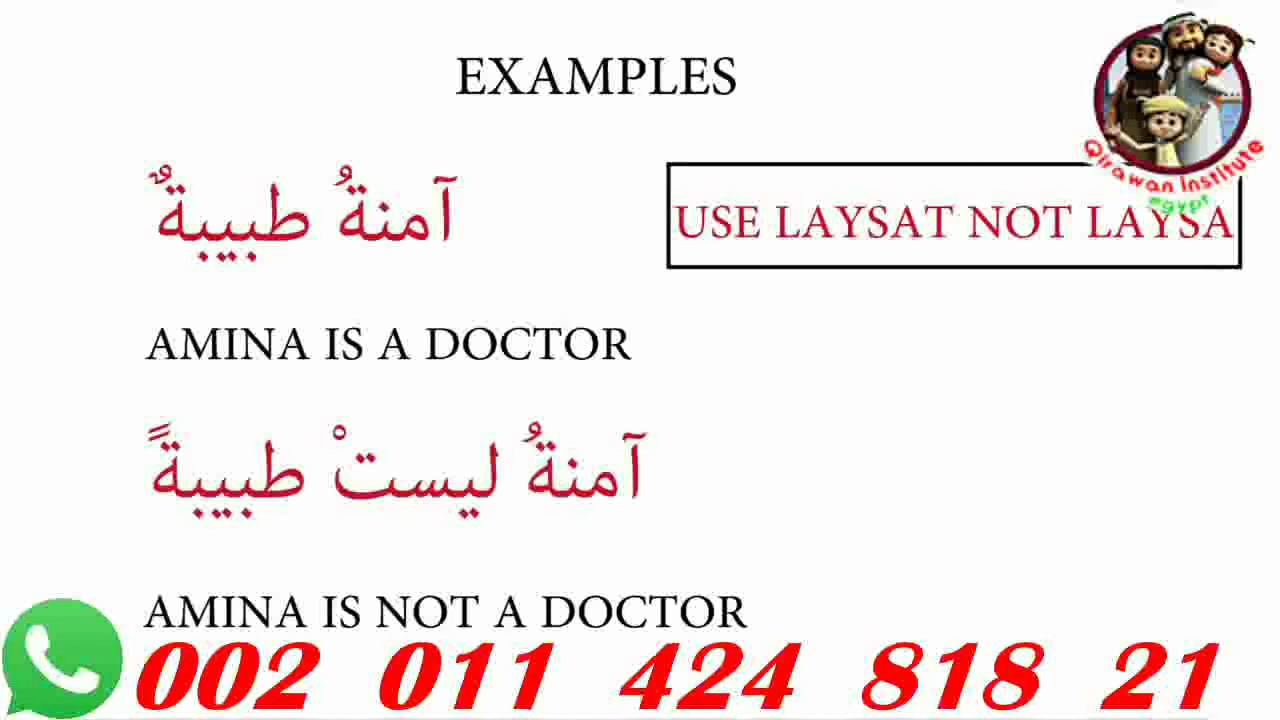 EXAMPLES
Qirawan Institute
egypt
آمنةُ طبيبةٌ
USE LAYSAT NOT LAYSA
AMINA IS A DOCTOR
آمنةُ ليستْ طبيبةً
AMINA IS NOT A DOCTOR
002 011 424 818 21